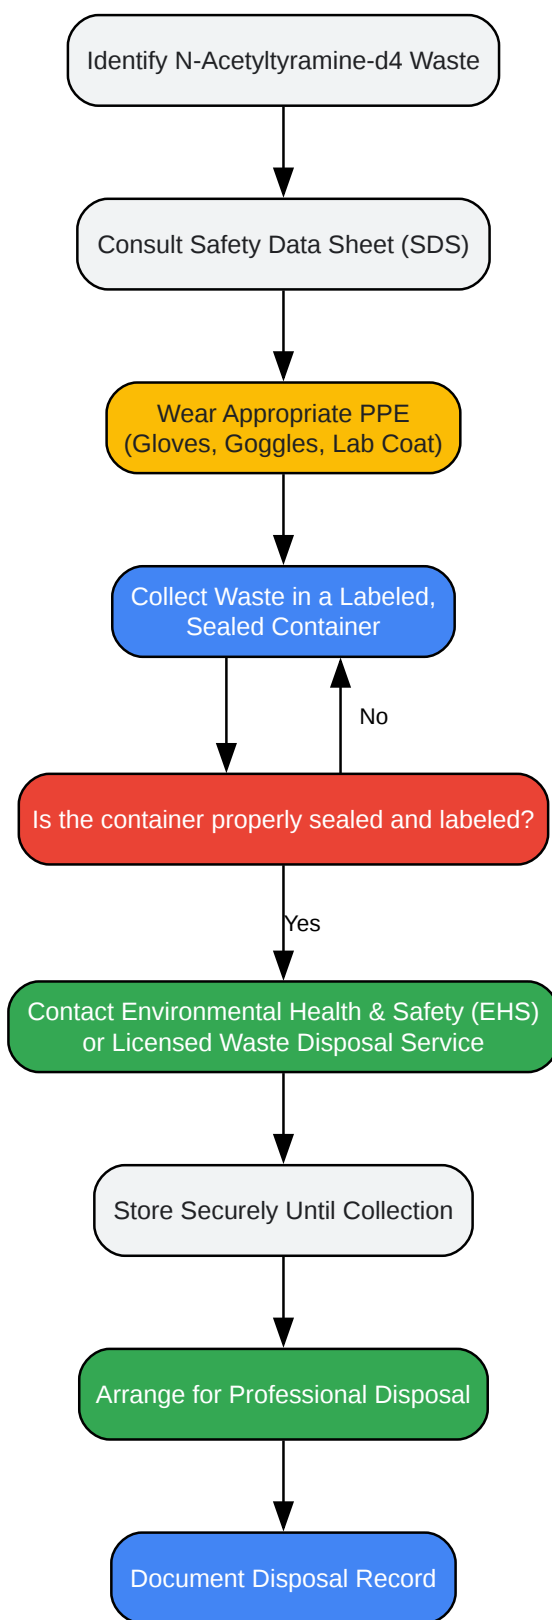 Identify N-Acetyltyramine-d4 Waste
Consult Safety Data Sheet (SDS)
Wear Appropriate PPE
(Gloves, Goggles, Lab Coat)
Collect Waste in a Labeled,
Sealed Container
No
Is the container properly sealed and labeled?
Yes
Contact Environmental Health & Safety (EHS)
or Licensed Waste Disposal Service
Store Securely Until Collection
Arrange for Professional Disposal
Document Disposal Record